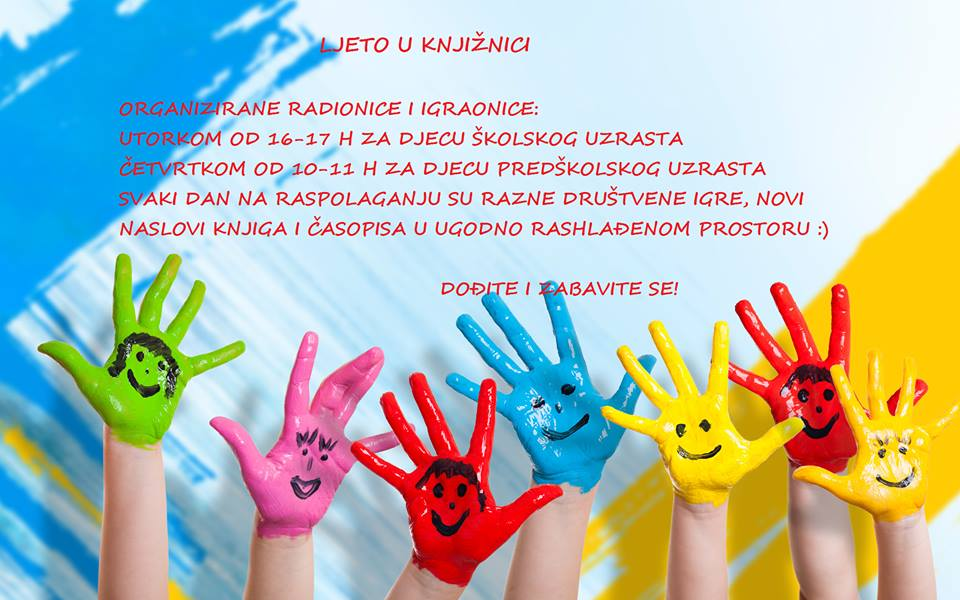 LJETO U KNJIŽNICI
ORGANIZIRANE RADIONICE I IGRAONICE:
UTORKOM OD 16-17 H ZA DJECU ŠKOLSKOG UZRASTA
ČETVRTKOM OD 10-11 H ZA DJECU PREDŠKOLSKOG UZRASTA
SVAKI DAN NA RASPOLAGANJU SU RAZNE DRUŠTVENE IGRE, NOVI
NASLOVI KNJIGA I ČASOPISA U UGODNO RASHLAĐENOM PROSTORU :)
DOĐITE I ZABAVITE SE!